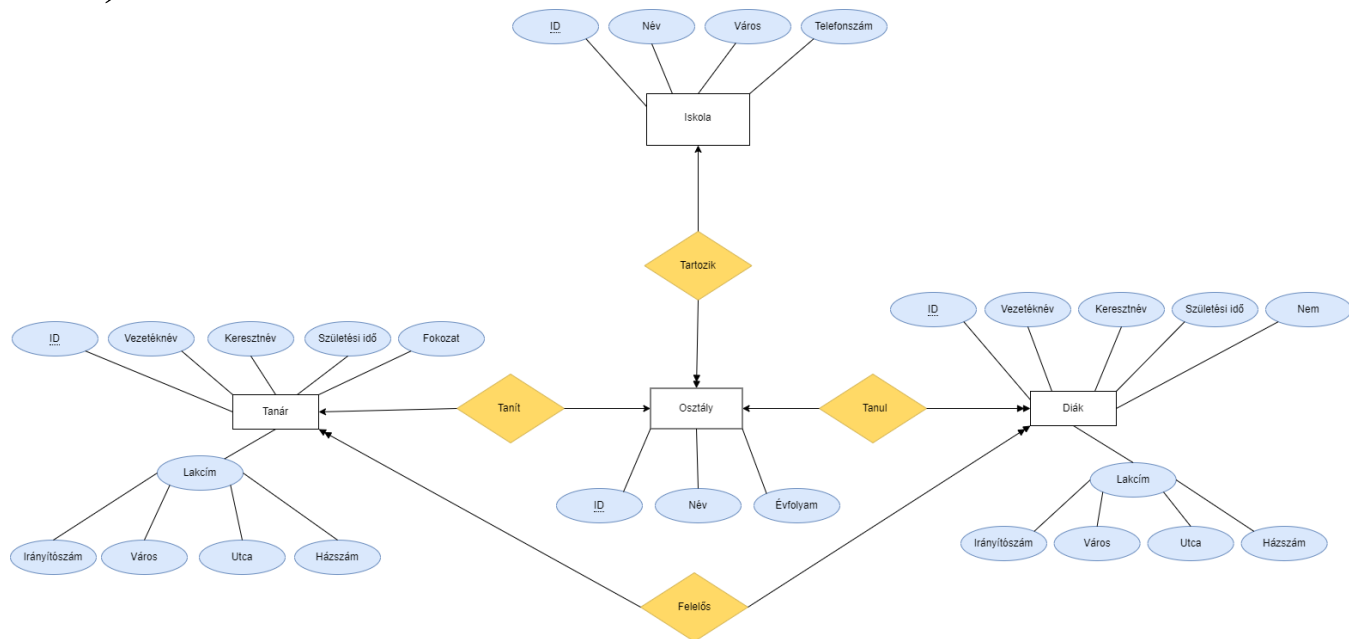 ID
Név
Város
Telefonszám
Iskola
Tartozik
ID
Vezetéknév
Keresztnév
Születési idő
Fokozat
ID
Vezetéknév
Keresztnév
Születési idő
Nem
Tanár
Tanít
Osztály
Tanul
Diák
Lakcím
Irányítószám
Város
Utca
Házszám
ID
Név
Évfolyam
Lakcím
Irányítószám
Város
Utca
Házszám
Felelős